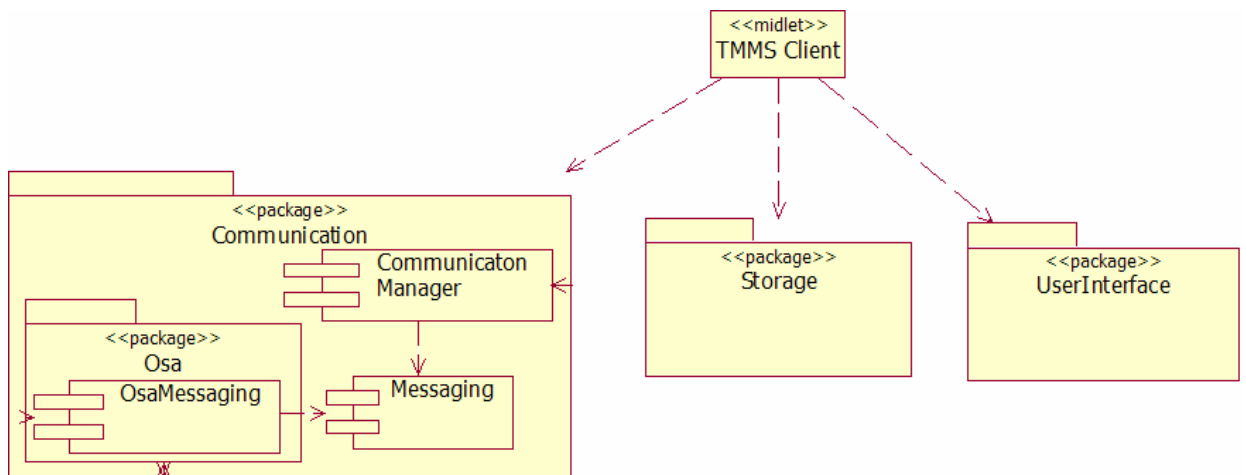 <<midlet>>
TMMS Client
<<package>>
Communication
Communicaton
Manager
<<package>>
Osa
OsaMessaging
Messaging
<<package>>
Storage
<<package>>
UserInterface